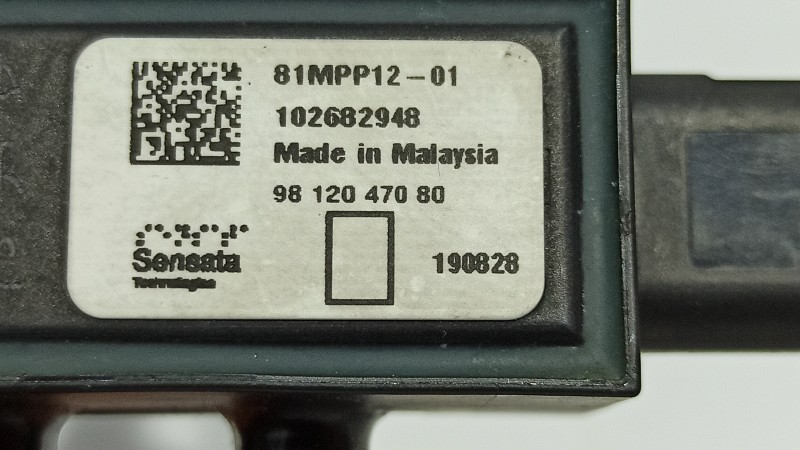 81MPP12-01
102682948
Made in Malaysia
98 120 470 80
Sensata
Technologies
190828